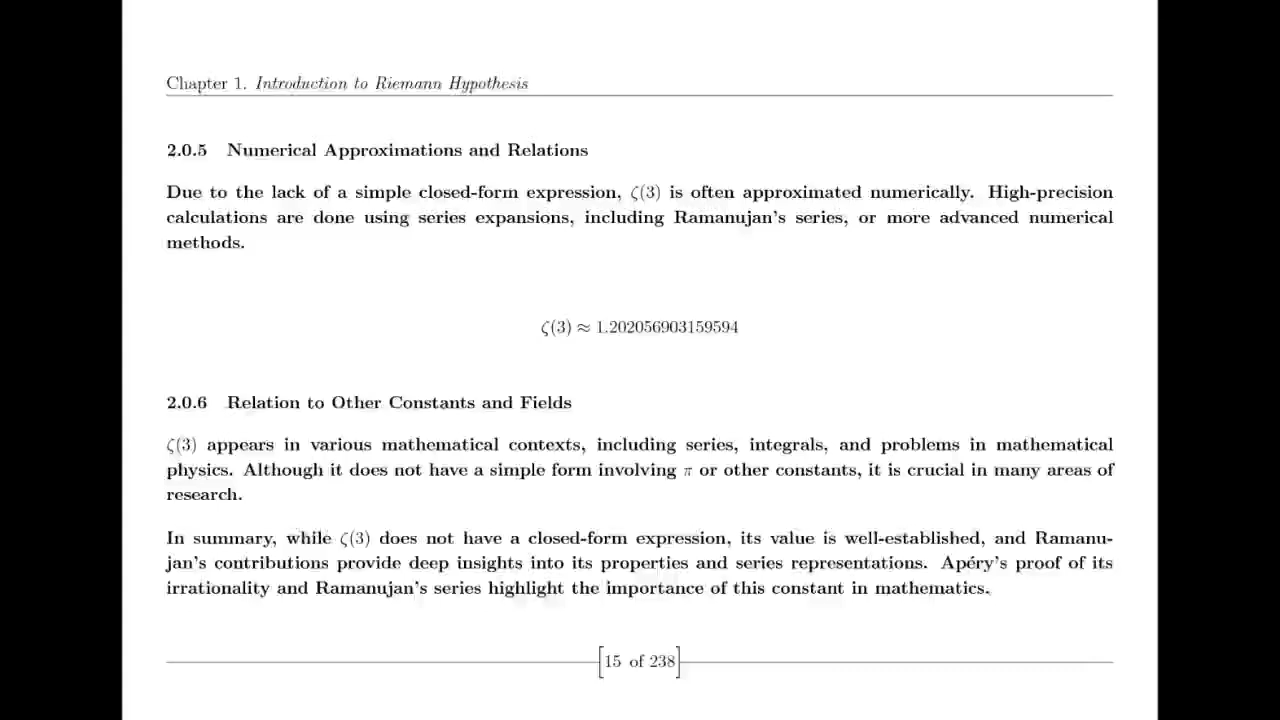 Chapter 1. Introduction to Riemann Hypothesis
2.0.5 Numerical Approximations and Relations
Due to the lack of a simple closed-form expression, ζ(3) is often approximated numerically. High-precision
calculations are done using series expansions, including Ramanujan's series, or more advanced numerical
methods.
ζ(3) ≈ 1.202056903159594
2.0.6 Relation to Other Constants and Fields
ζ(3) appears in various mathematical contexts, including series, integrals, and problems in mathematical
physics. Although it does not have a simple form involving π or other constants, it is crucial in many areas of
research.
In summary, while ζ(3) does not have a closed-form expression, its value is well-established, and Ramanu-
jan's contributions provide deep insights into its properties and series representations. Apéry's proof of its
irrationality and Ramanujan's series highlight the importance of this constant in mathematics.
[15 of 238]